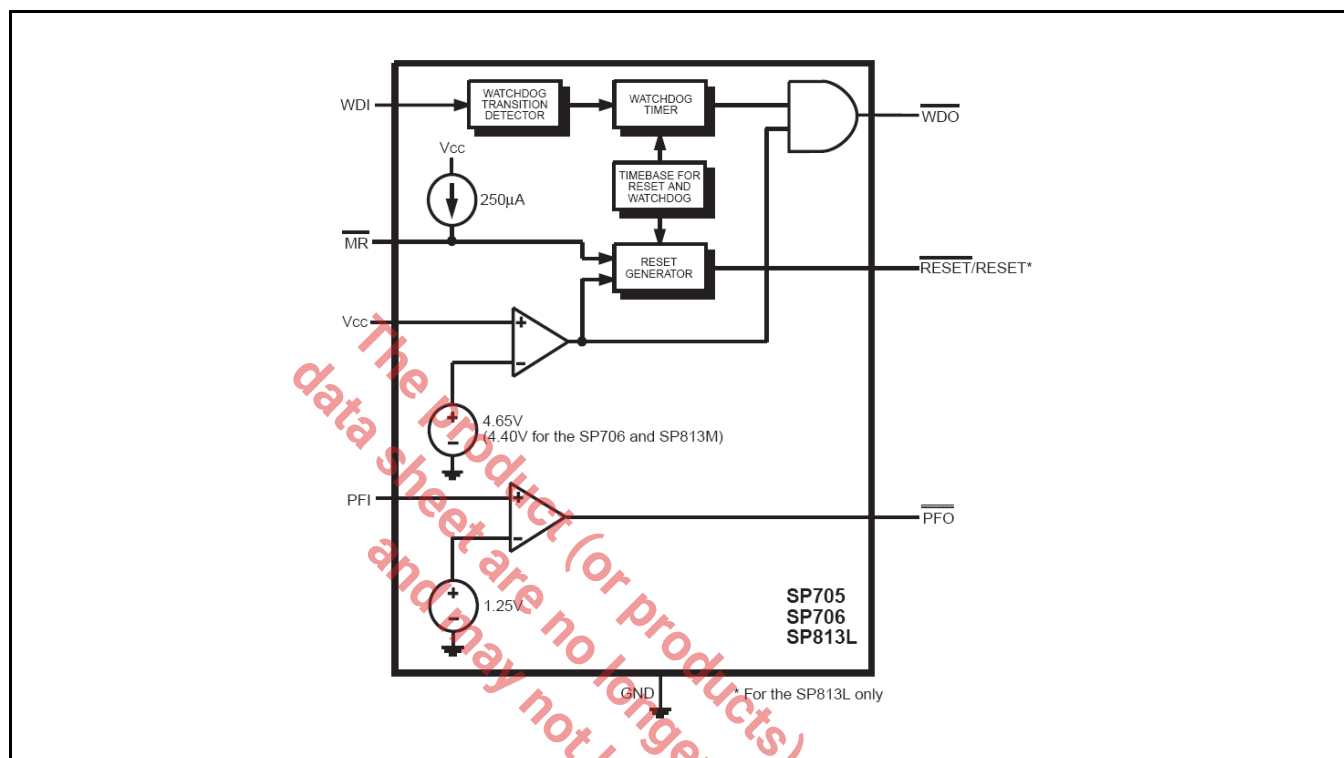 WDI
WATCHDOG
TRANSITION
DETECTOR
WATCHDOG
TIMER
WDO
Vcc
250µA
TIMEBASE FOR
RESET AND
WATCHDOG
MR
RESET
GENERATOR
RESET/RESET*
Vcc
+
−
+
−
4.65V
(4.40V for the SP706 and SP813M)
PFI
+
−
PFO
+
−
1.25V
SP705
SP706
SP813L
GND
* For the SP813L only
The product (or products)
data sheet are no longer
and may not